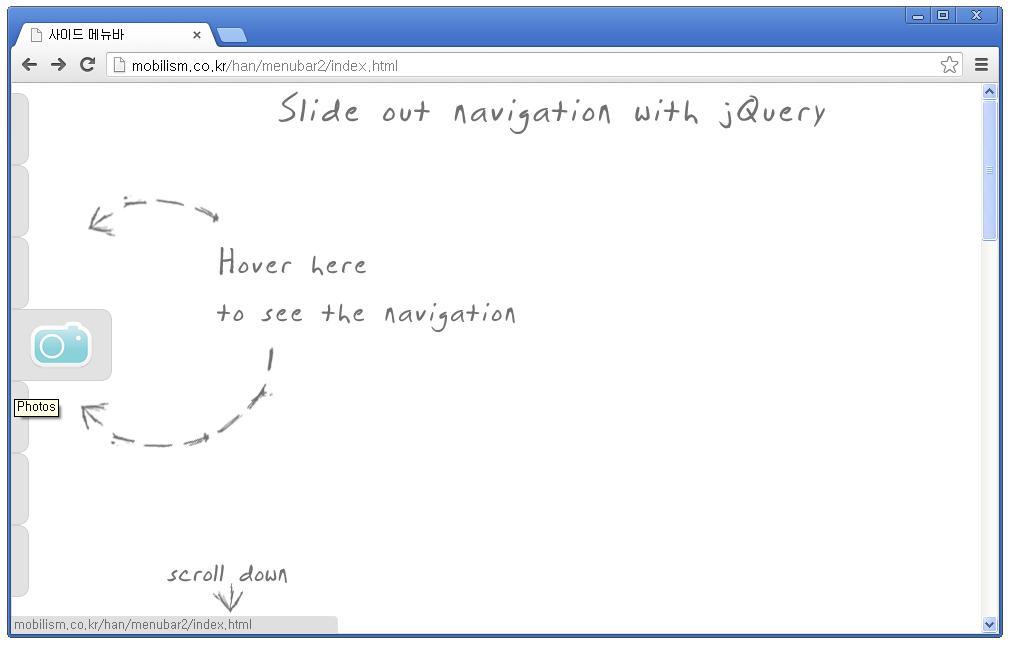 사이드 메뉴바
mobilism.co.kr/han/menubar2/index.html
Slide out navigation with jQuery
Hover here
to see the navigation
Photos
scroll down
mobilism.co.kr/han/menubar2/index.html